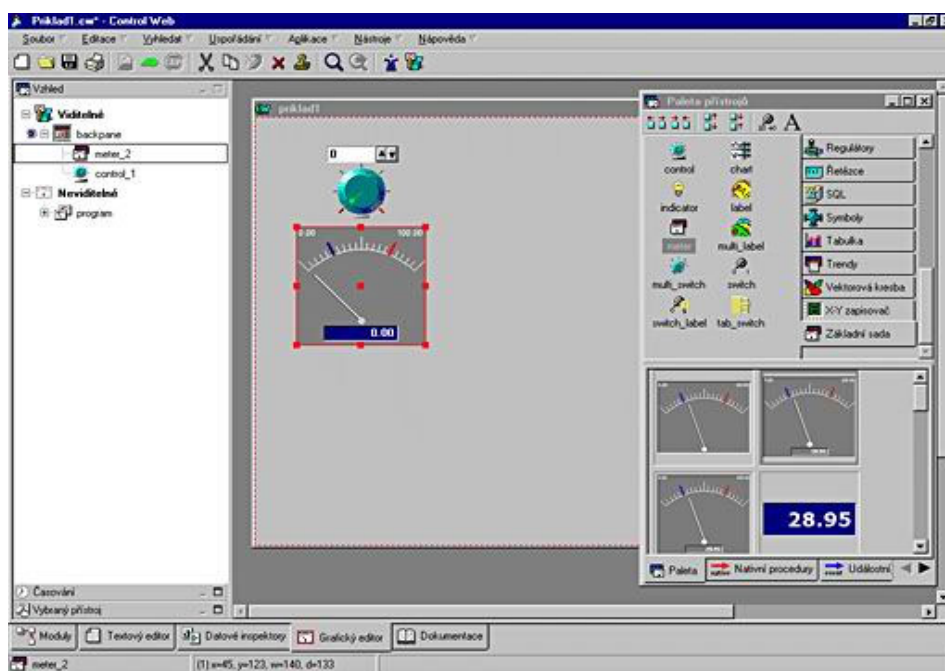 Priklad1.cw* - Control Web
Soubor Editace Vyhledat Uspořádání Aplikace Nástroje Nápověda
Vzhled
Viditelné
backpane
meter_2
control_1
Neviditelné
program
Časování
Vybraný přístroj
priklad1
0
0.00 100.00
0.00
Paleta přístrojů
control chart
indicator label
meter multi_label
multi_switch switch
switch_label tab_switch
Regulátory
Řetězce
SQL
Symboly
Tabulka
Trendy
Vektorová kresba
X-Y zapisovač
Základní sada
28.95
Paleta Nativní procedury Událostní
Moduly Textový editor Datové inspektory Grafický editor Dokumentace
meter_2 (1) x=45, y=123, w=140, d=133